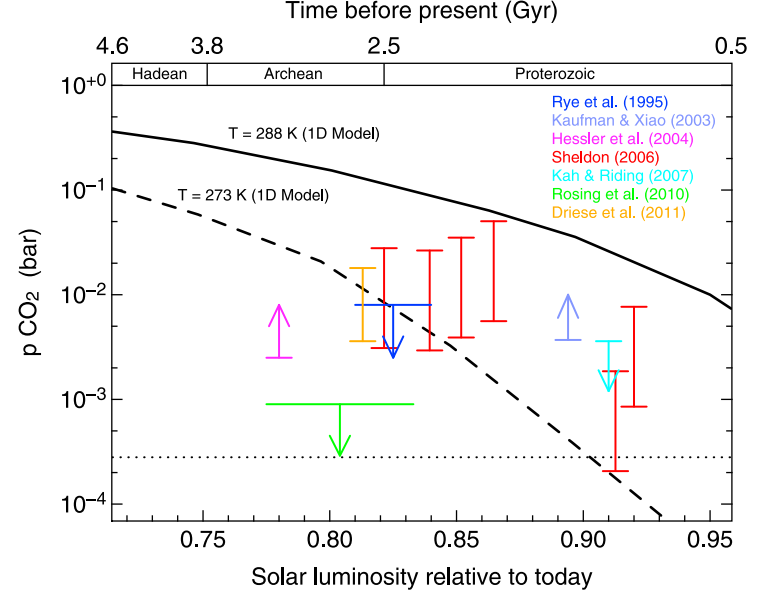 Time before present (Gyr)
4.6 3.8 2.5 0.5
Hadean Archean Proterozoic
10+0
Rye et al. (1995)
Kaufman & Xiao (2003)
Hessler et al. (2004)
Sheldon (2006)
Kah & Riding (2007)
Rosing et al. (2010)
Driese et al. (2011)
T = 288 K (1D Model)
10−1
T = 273 K (1D Model)
p CO2 (bar)
10−2
10−3
10−4
0.75 0.80 0.85 0.90 0.95
Solar luminosity relative to today